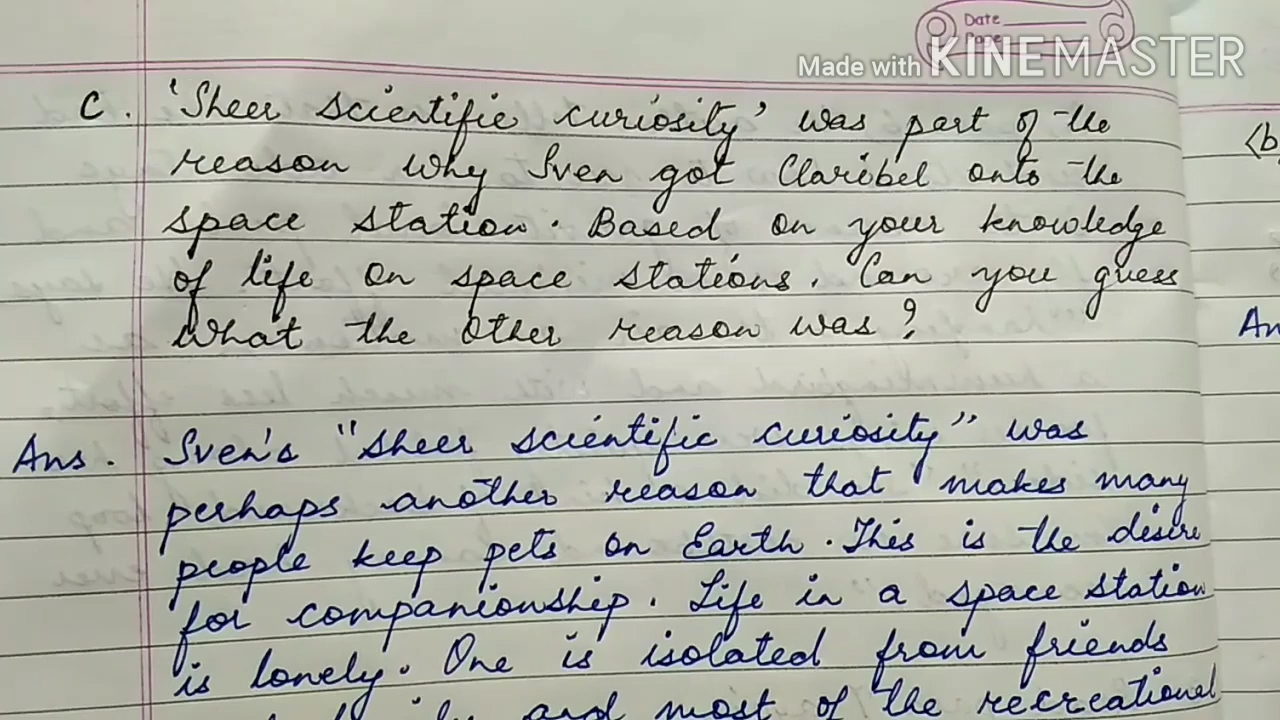 Date
Page
Made with KINEMASTER
C. 'Sheer scientific curiosity' was part of the
reason why Sven got Claribel onto the
space station. Based on your knowledge
of life on space stations. Can you guess
what the other reason was?
(b
An
Ans. Sven's "sheer scientific curiosity" was
perhaps another reason that makes many
people keep pets on Earth. This is the desire
for companionship. Life in a space station
is lonely. One is isolated from friends
and most of the recreational